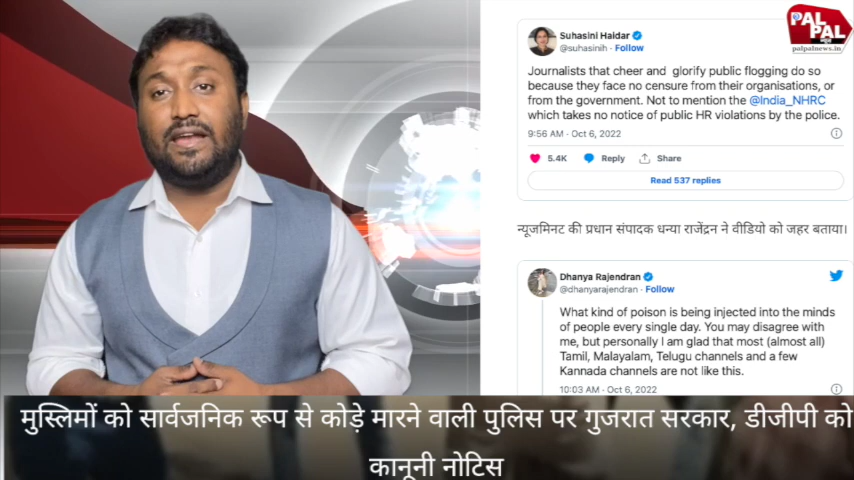 PAL
PAL
palpalnews.in
Suhasini Haidar
@suhasinih · Follow
Journalists that cheer and glorify public flogging do so
because they face no censure from their organisations, or
from the government. Not to mention the @India_NHRC
which takes no notice of public HR violations by the police.
9:56 AM · Oct 6, 2022
5.4K Reply Share
Read 537 replies
न्यूजमिनट की प्रधान संपादक धन्या राजेंद्रन ने वीडियो को जहर बताया।
Dhanya Rajendran
@dhanyarajendran · Follow
What kind of poison is being injected into the minds
of people every single day. You may disagree with
me, but personally I am glad that most (almost all)
Tamil, Malayalam, Telugu channels and a few
Kannada channels are not like this.
10:03 AM · Oct 6, 2022
मुस्लिमों को सार्वजनिक रूप से कोड़े मारने वाली पुलिस पर गुजरात सरकार, डीजीपी को
कानूनी नोटिस